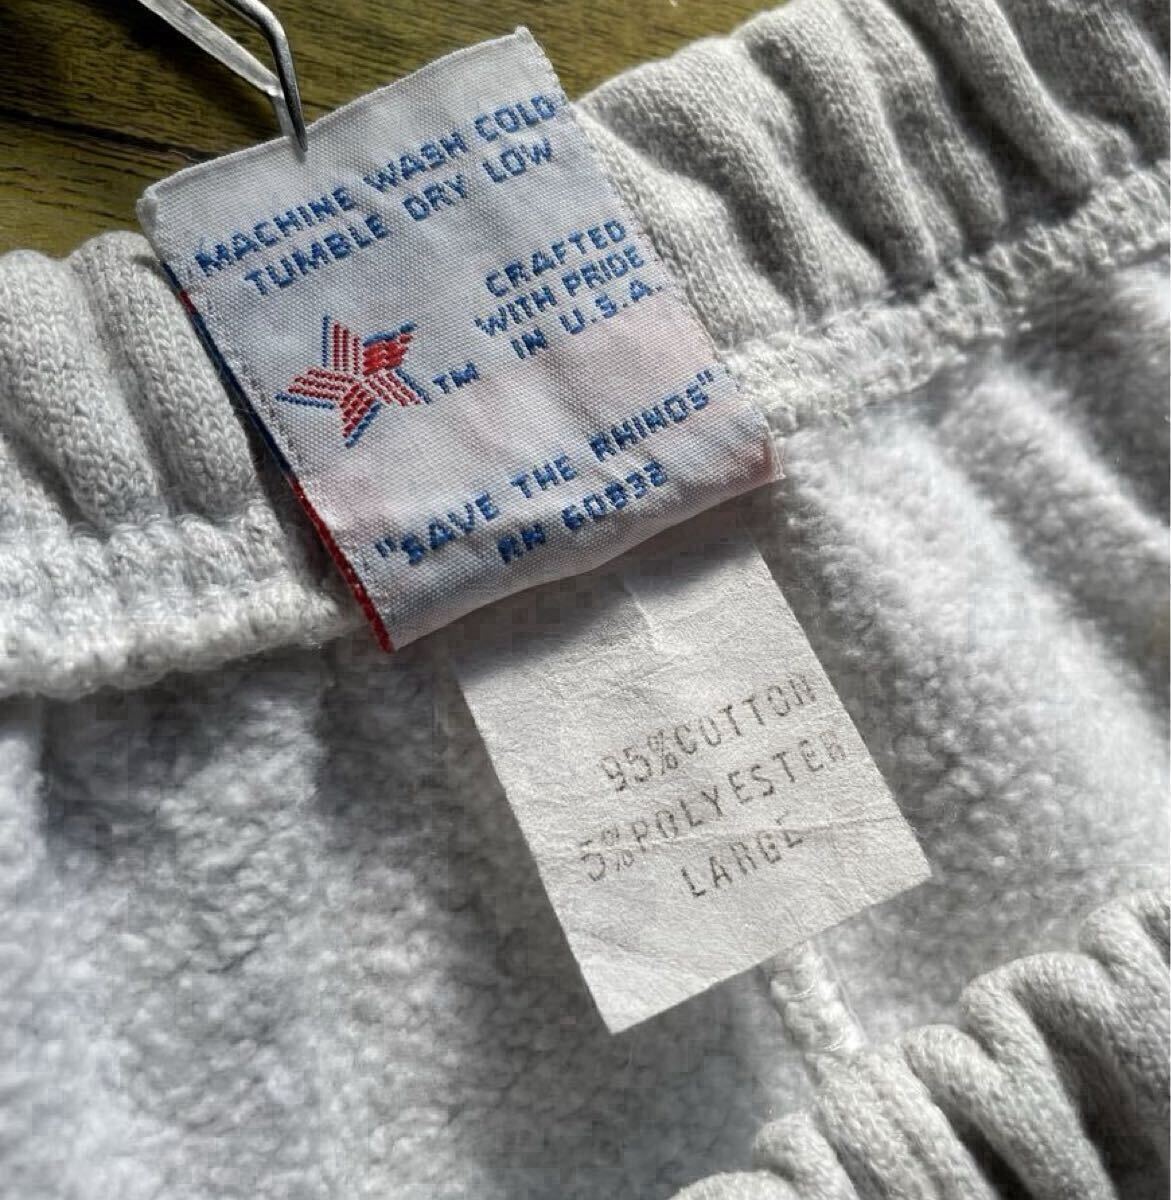 MACHINE WASH COLD
TUMBLE DRY LOW
CRAFTED
WITH PRIDE
IN U.S.A.
TM
"SAVE THE RHINOS"
RN 60838
95%COTTON
5%POLYESTER
LARGE